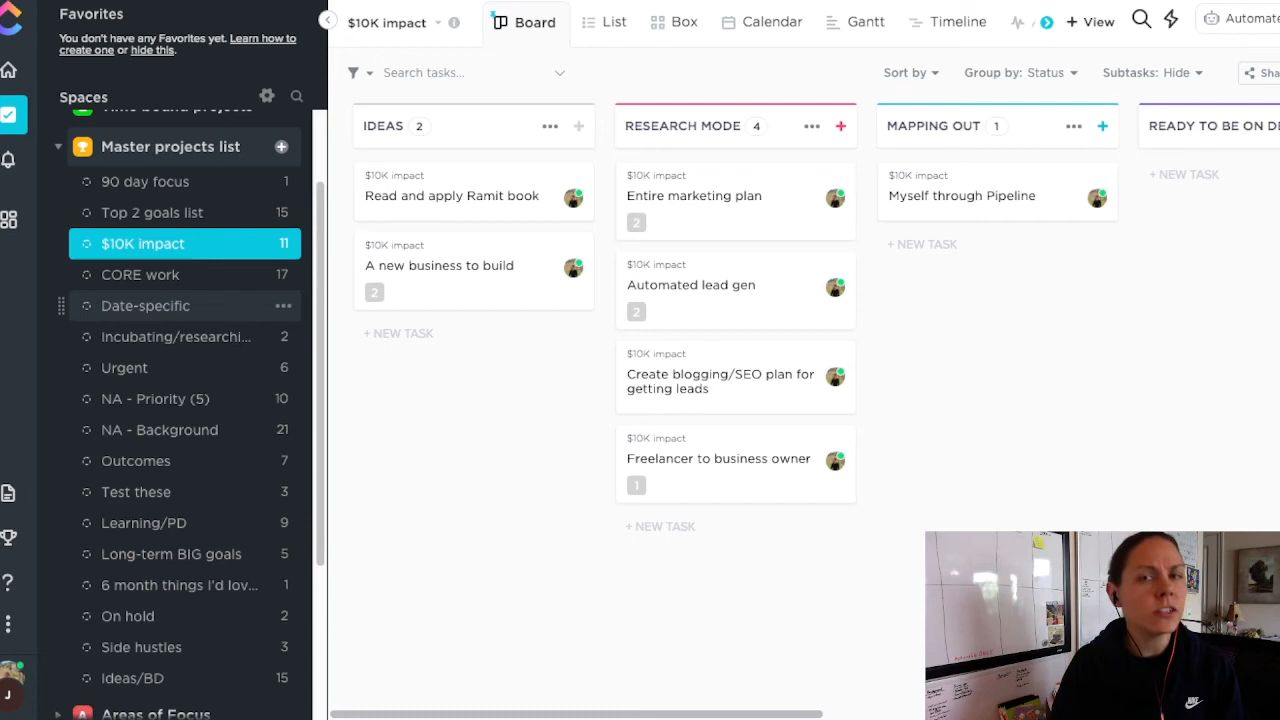 Favorites
You don't have any Favorites yet. Learn how to
create one or hide this.
Spaces
Master projects list
90 day focus 1
Top 2 goals list 15
$10K impact 11
CORE work 17
Date-specific
Incubating/researchi... 2
Urgent 6
NA - Priority (5) 10
NA - Background 21
Outcomes 7
Test these 3
Learning/PD 9
Long-term BIG goals 5
6 month things I'd lov... 1
On hold 2
Side hustles 3
Ideas/BD 15
Areas of Focus
J
$10K impact
Board
List
Box
Calendar
Gantt
Timeline
+ View
Automate
Search tasks...
Sort by
Group by: Status
Subtasks: Hide
Sha
IDEAS 2
$10K impact
Read and apply Ramit book
$10K impact
A new business to build
2
+ NEW TASK
RESEARCH MODE 4
$10K impact
Entire marketing plan
2
$10K impact
Automated lead gen
2
$10K impact
Create blogging/SEO plan for
getting leads
$10K impact
Freelancer to business owner
1
+ NEW TASK
MAPPING OUT 1
$10K impact
Myself through Pipeline
+ NEW TASK
READY TO BE ON DE
+ NEW TASK